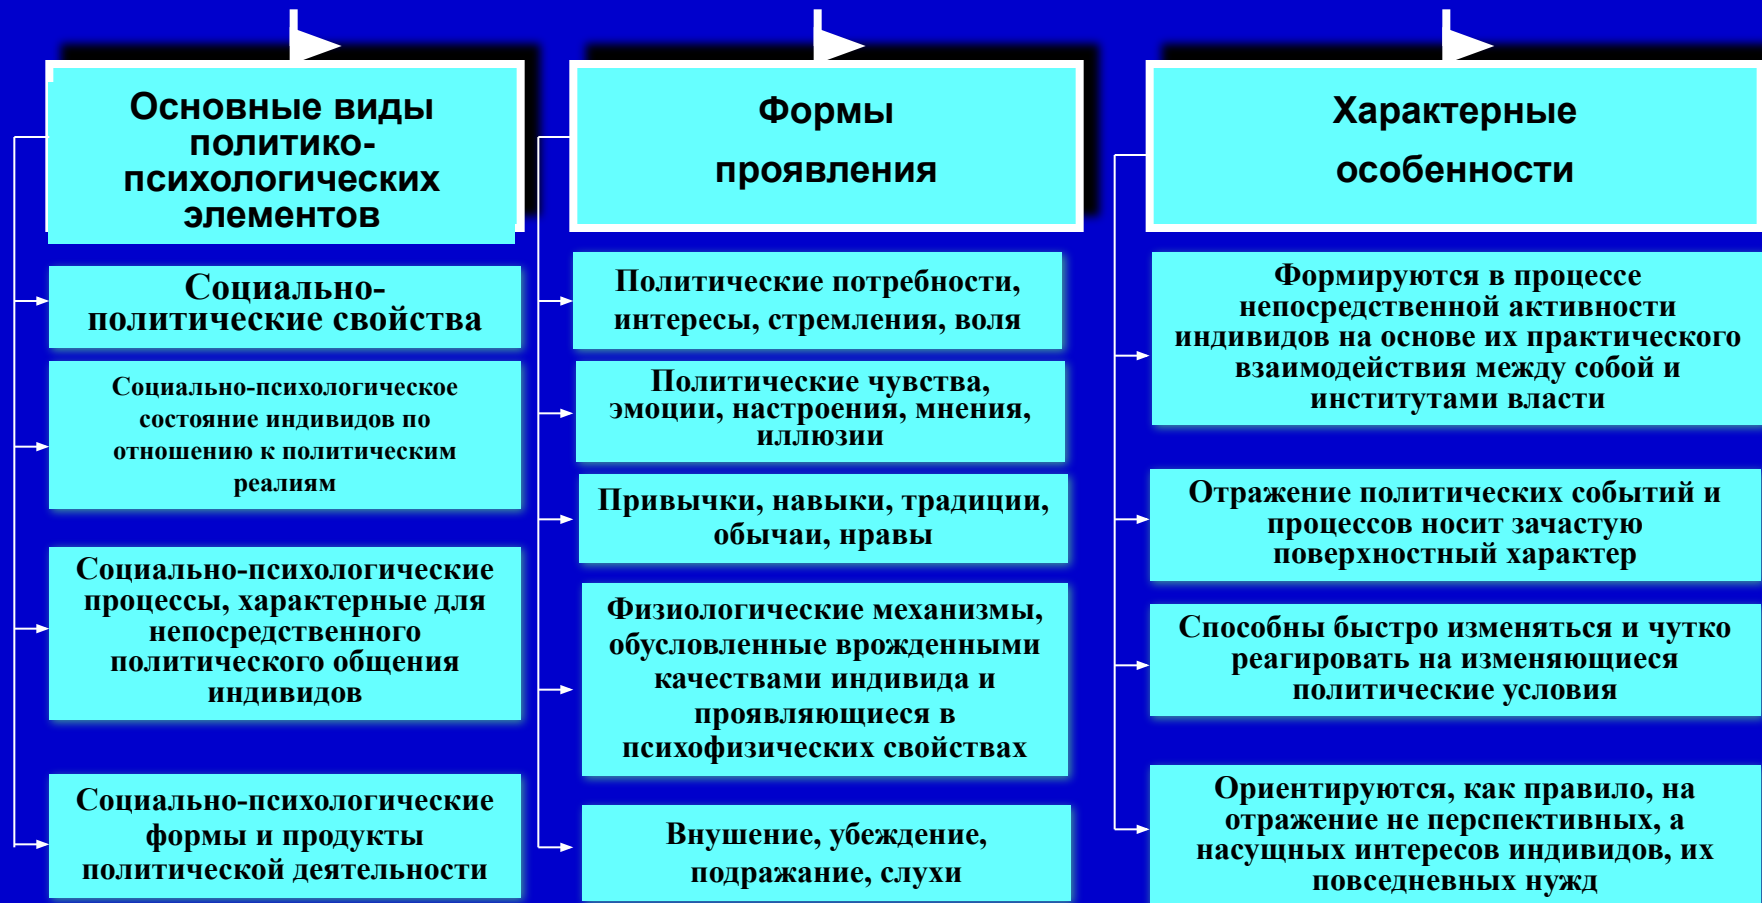 Основные виды
политико-
психологических
элементов
Социально-
политические свойства
Социально-психологическое
состояние индивидов по
отношению к политическим
реалиям
Социально-психологические
процессы, характерные для
непосредственного
политического общения
индивидов
Социально-психологические
формы и продукты
политической деятельности
Формы
проявления
Политические потребности,
интересы, стремления, воля
Политические чувства,
эмоции, настроения, мнения,
иллюзии
Привычки, навыки, традиции,
обычаи, нравы
Физиологические механизмы,
обусловленные врожденными
качествами индивида и
проявляющиеся в
психофизических свойствах
Внушение, убеждение,
подражание, слухи
Характерные
особенности
Формируются в процессе
непосредственной активности
индивидов на основе их практического
взаимодействия между собой и
институтами власти
Отражение политических событий и
процессов носит зачастую
поверхностный характер
Способны быстро изменяться и чутко
реагировать на изменяющиеся
политические условия
Ориентируются, как правило, на
отражение не перспективных, а
насущных интересов индивидов, их
повседневных нужд